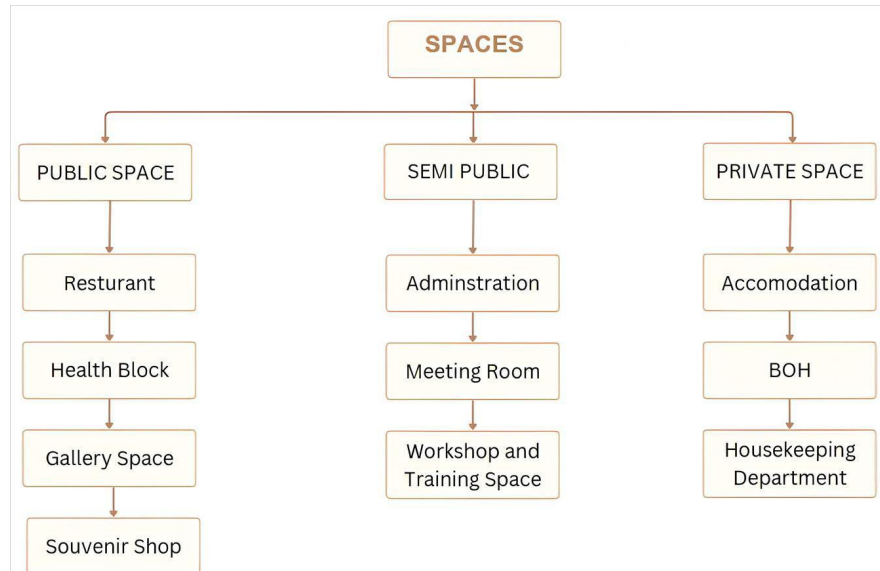 SPACES
PUBLIC SPACE
SEMI PUBLIC
PRIVATE SPACE
Resturant
Adminstration
Accomodation
Health Block
Meeting Room
BOH
Gallery Space
Workshop and
Training Space
Housekeeping
Department
Souvenir Shop